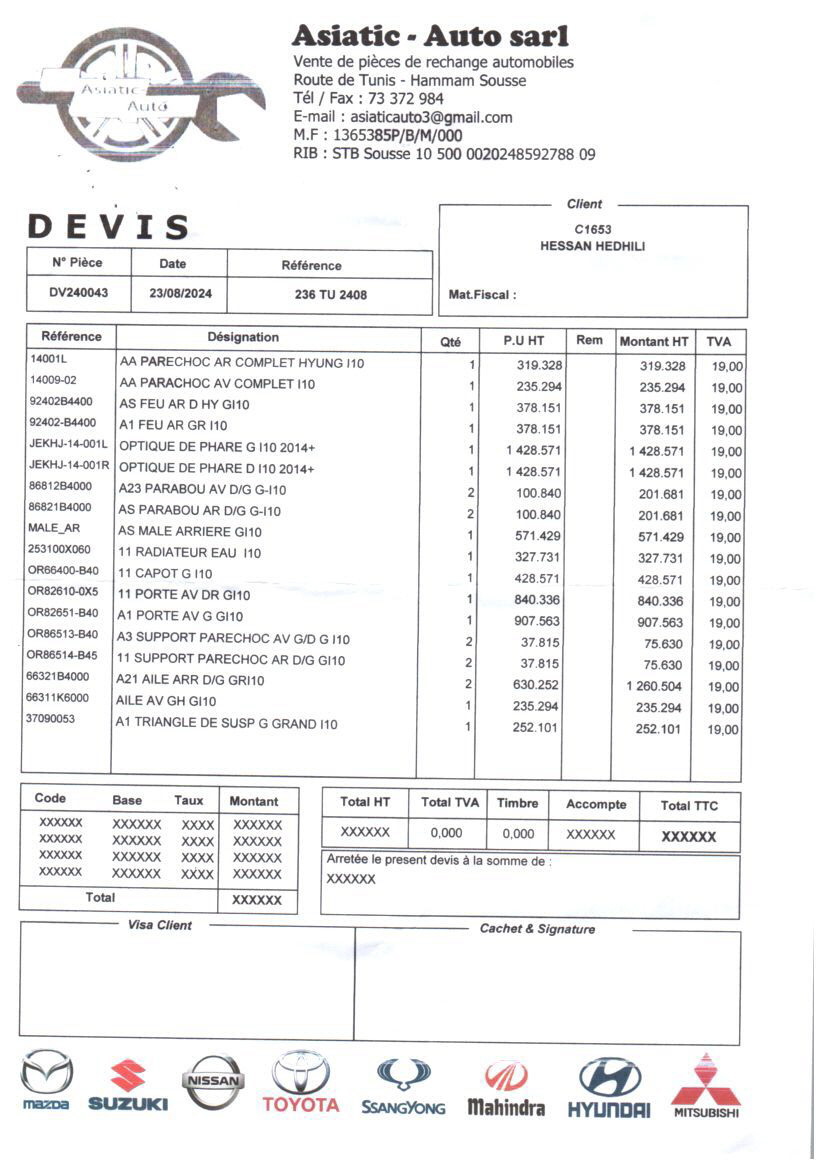 Asiatic - Auto sarl
Vente de pièces de rechange automobiles
Route de Tunis - Hammam Sousse
Tél / Fax : 73 372 984
E-mail : asiaticauto3@gmail.com
M.F : 1365385P/B/M/000
RIB : STB Sousse 10 500 0020248592788 09
Asiatic-
Auto
DEVIS
Client
C1653
HESSAN HEDHILI
Mat.Fiscal :
N° Pièce Date Référence
DV240043 23/08/2024 236 TU 2408
Référence Désignation Qté P.U HT Rem Montant HT TVA
14001L AA PARECHOC AR COMPLET HYUNG I10 1 319.328 319.328 19,00
14009-02 AA PARACHOC AV COMPLET I10 1 235.294 235.294 19,00
92402B4400 AS FEU AR D HY GI10 1 378.151 378.151 19,00
92402-B4400 A1 FEU AR GR I10 1 378.151 378.151 19,00
JEKHJ-14-001L OPTIQUE DE PHARE G I10 2014+ 1 1 428.571 1 428.571 19,00
JEKHJ-14-001R OPTIQUE DE PHARE D I10 2014+ 1 1 428.571 1 428.571 19,00
86812B4000 A23 PARABOU AV D/G G-I10 2 100.840 201.681 19,00
86821B4000 AS PARABOU AR D/G G-I10 2 100.840 201.681 19,00
MALE_AR AS MALE ARRIERE GI10 1 571.429 571.429 19,00
253100X060 11 RADIATEUR EAU I10 1 327.731 327.731 19,00
OR66400-B40 11 CAPOT G I10 1 428.571 428.571 19,00
OR82610-0X5 11 PORTE AV DR GI10 1 840.336 840.336 19,00
OR82651-B40 A1 PORTE AV G GI10 1 907.563 907.563 19,00
OR86513-B40 A3 SUPPORT PARECHOC AV G/D G I10 2 37.815 75.630 19,00
OR86514-B45 11 SUPPORT PARECHOC AR D/G GI10 2 37.815 75.630 19,00
66321B4000 A21 AILE ARR D/G GRI10 2 630.252 1 260.504 19,00
66311K6000 AILE AV GH GI10 1 235.294 235.294 19,00
37090053 A1 TRIANGLE DE SUSP G GRAND I10 1 252.101 252.101 19,00
Code Base Taux Montant
XXXXXX XXXXXX XXXX XXXXXX
XXXXXX XXXXXX XXXX XXXXXX
XXXXXX XXXXXX XXXX XXXXXX
XXXXXX XXXXXX XXXX XXXXXX
Total XXXXXX
Total HT Total TVA Timbre Accompte Total TTC
XXXXXX 0,000 0,000 XXXXXX XXXXXX
Arretée le present devis à la somme de :
XXXXXX
Visa Client
Cachet & Signature
mazda SUZUKI NISSAN TOYOTA SSANGYONG Mahindra HYUNDAI MITSUBISHI